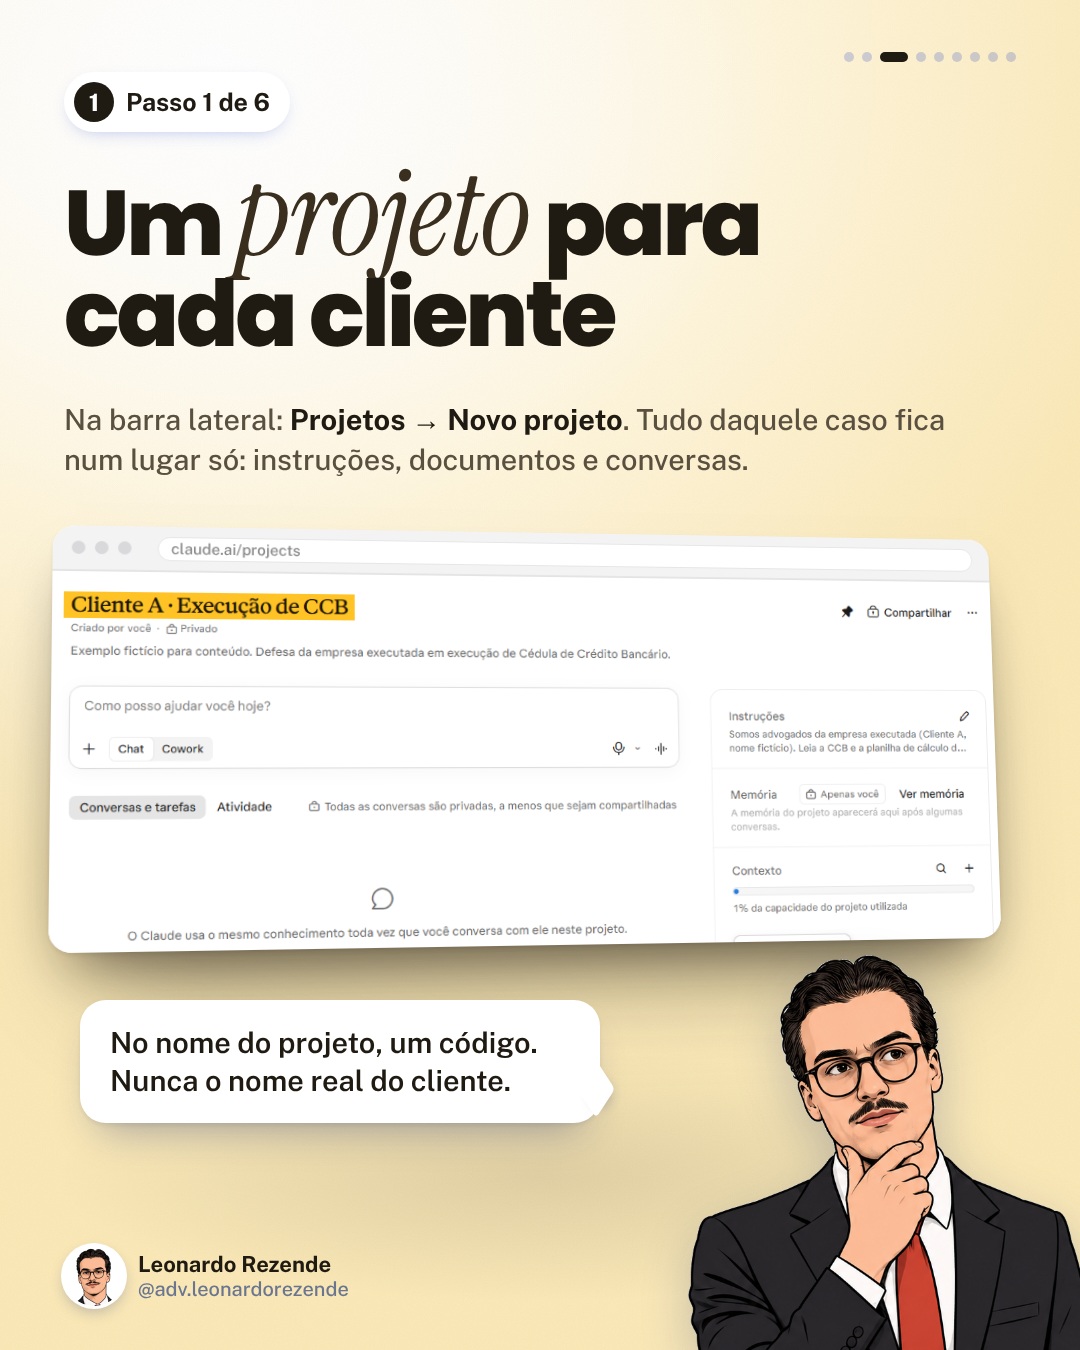 1 Passo 1 de 6
Um projeto para
cada cliente
Na barra lateral: Projetos → Novo projeto. Tudo daquele caso fica
num lugar só: instruções, documentos e conversas.
claude.ai/projects
Cliente A · Execução de CCB
Compartilhar
Criado por você · Privado
Exemplo fictício para conteúdo. Defesa da empresa executada em execução de Cédula de Crédito Bancário.
Como posso ajudar você hoje?
Chat Cowork
Conversas e tarefas Atividade Todas as conversas são privadas, a menos que sejam compartilhadas
O Claude usa o mesmo conhecimento toda vez que você conversa com ele neste projeto.
Instruções
Somos advogados da empresa executada (Cliente A,
nome fictício). Leia a CCB e a planilha de cálculo d...
Memória Apenas você Ver memória
A memória do projeto aparecerá aqui após algumas
conversas.
Contexto
1% da capacidade do projeto utilizada
No nome do projeto, um código.
Nunca o nome real do cliente.
Leonardo Rezende
@adv.leonardorezende